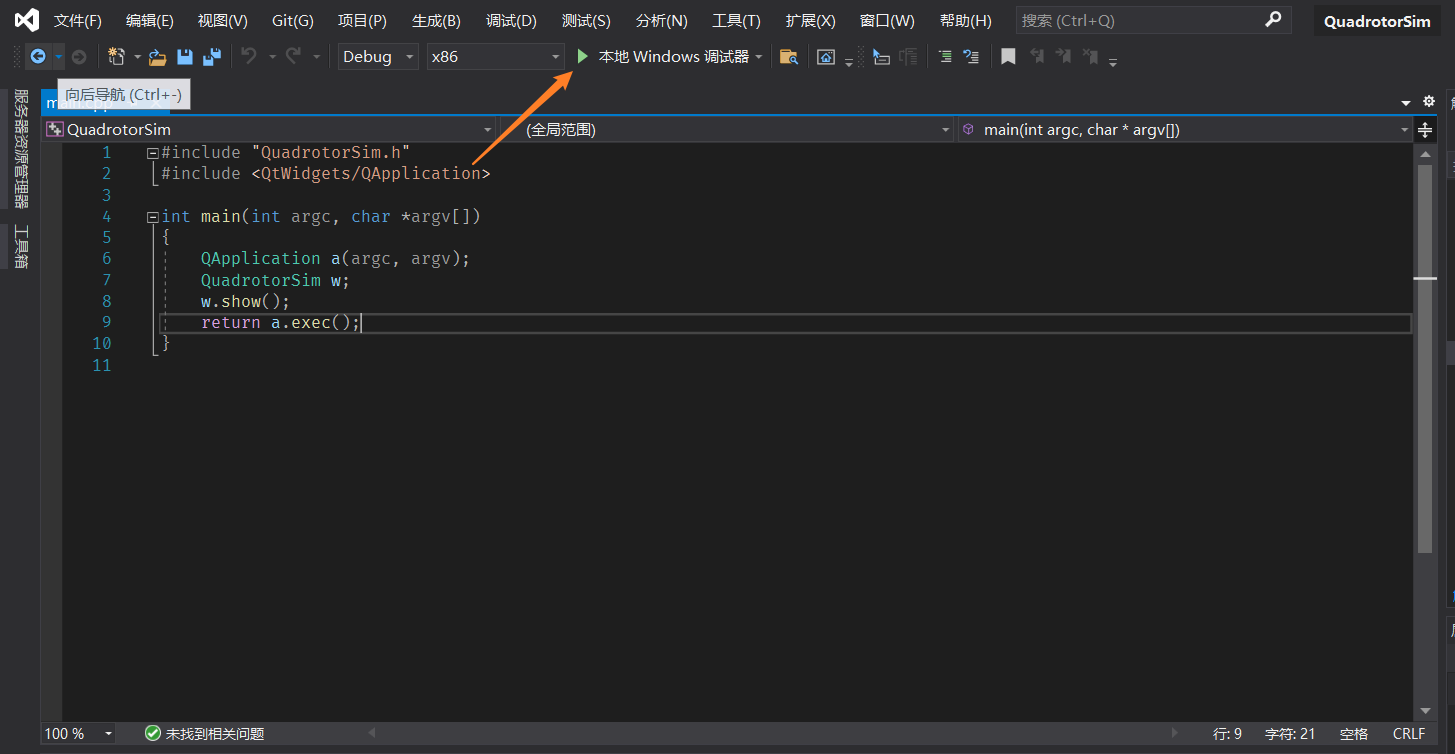 文件(F) 编辑(E) 视图(V) Git(G) 项目(P) 生成(B) 调试(D) 测试(S) 分析(N) 工具(T) 扩展(X) 窗口(W) 帮助(H) 搜索 (Ctrl+Q) QuadrotorSim
Debug x86 本地 Windows 调试器
向后导航 (Ctrl+-)
服务器资源管理器
工具箱
QuadrotorSim (全局范围) main(int argc, char * argv[])
1 #include "QuadrotorSim.h"
2 #include <QtWidgets/QApplication>
3
4 int main(int argc, char *argv[])
5 {
6 QApplication a(argc, argv);
7 QuadrotorSim w;
8 w.show();
9 return a.exec();
10 }
11
100 % 未找到相关问题 行: 9 字符: 21 空格 CRLF